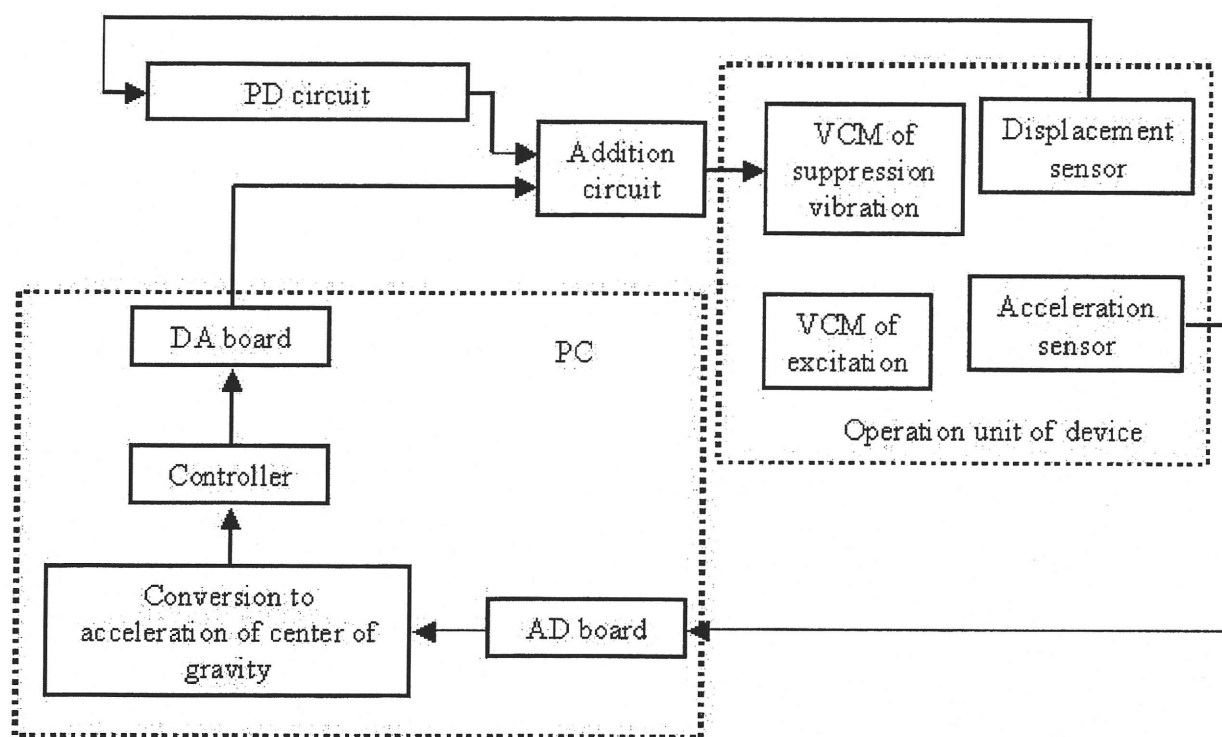 PD circuit
Addition
circuit
VCM of
suppression
vibration
Displacement
sensor
VCM of
excitation
Acceleration
sensor
Operation unit of device
DA board
PC
Controller
Conversion to
acceleration of center of
gravity
AD board